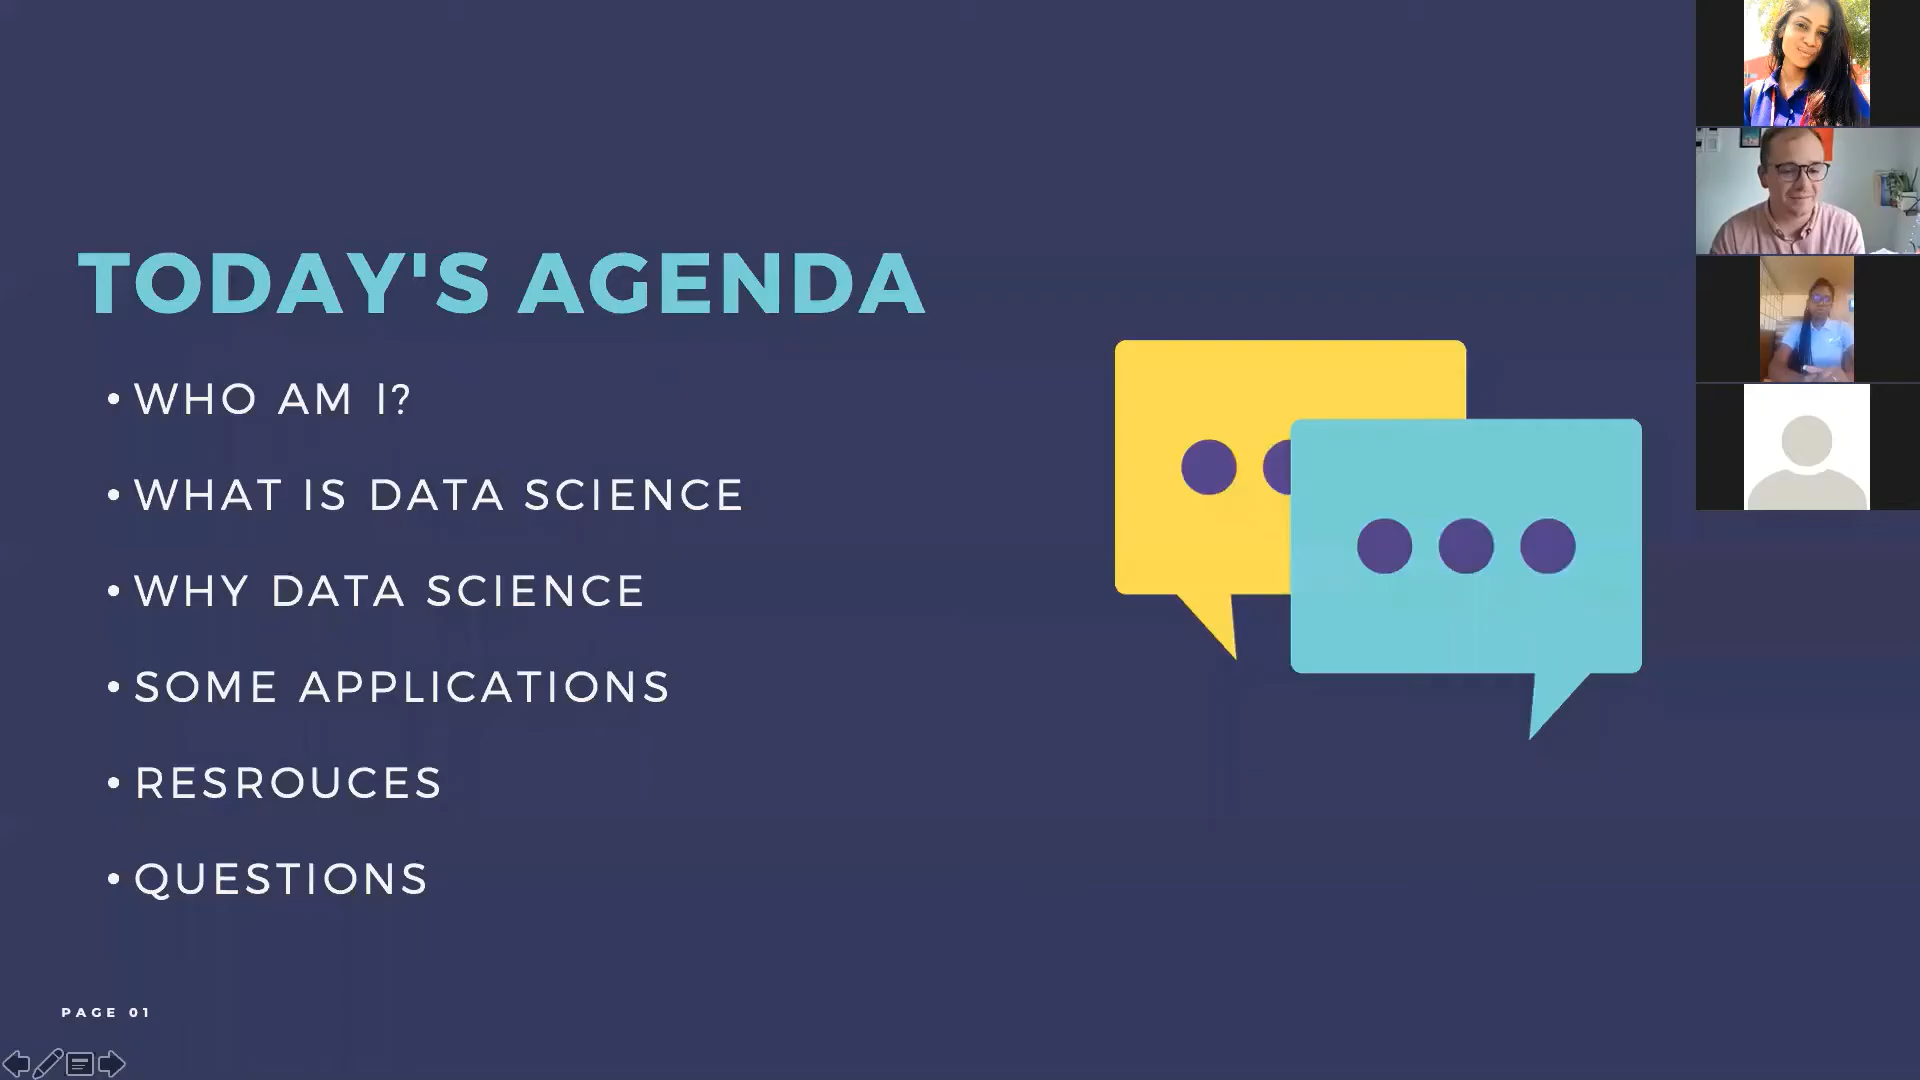 TODAY'S AGENDA
• WHO AM I?
• WHAT IS DATA SCIENCE
• WHY DATA SCIENCE
• SOME APPLICATIONS
• RESROUCES
• QUESTIONS
PAGE 01